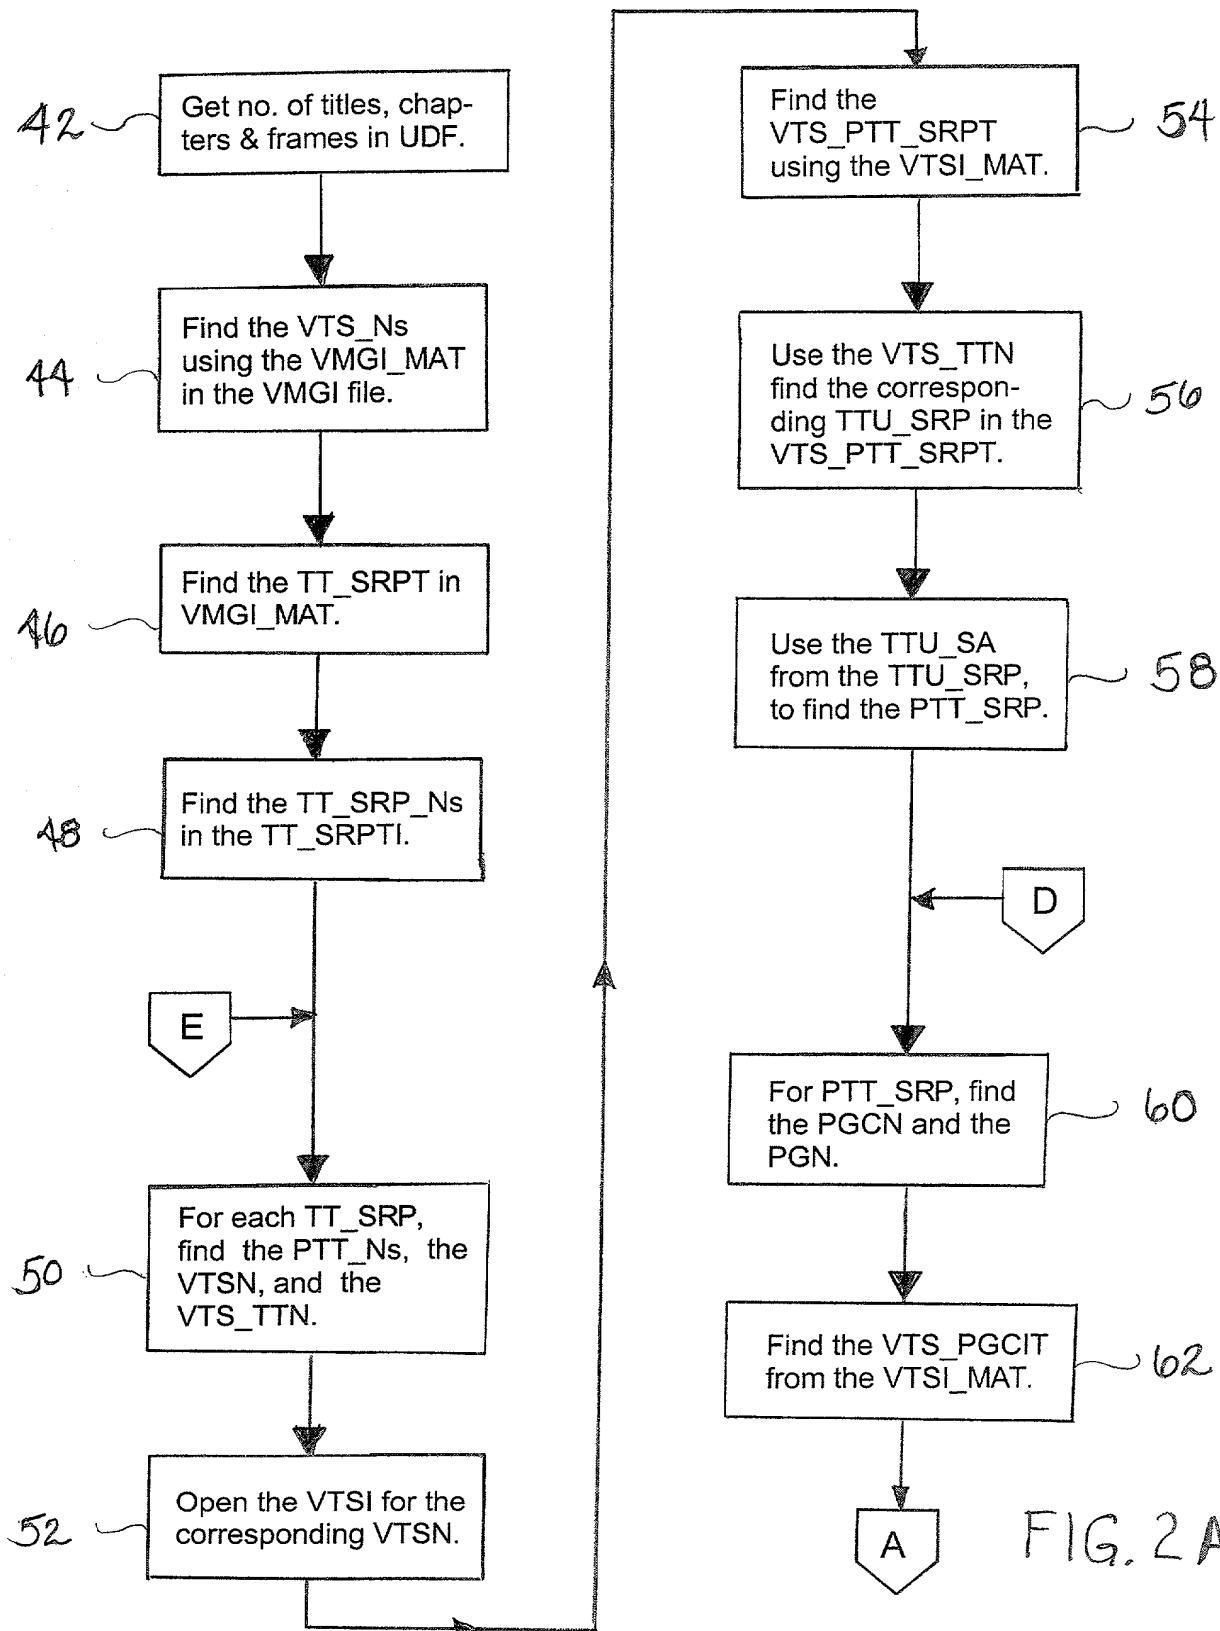 42
Get no. of titles, chap-
ters & frames in UDF.
44
Find the VTS_Ns
using the VMGI_MAT
in the VMGI file.
46
Find the TT_SRPT in
VMGI_MAT.
48
Find the TT_SRP_Ns
in the TT_SRPTI.
E
50
For each TT_SRP,
find the PTT_Ns, the
VTSN, and the
VTS_TTN.
52
Open the VTSI for the
corresponding VTSN.
Find the
VTS_PTT_SRPT
using the VTSI_MAT.
54
Use the VTS_TTN
find the correspon-
ding TTU_SRP in the
VTS_PTT_SRPT.
56
Use the TTU_SA
from the TTU_SRP,
to find the PTT_SRP.
58
D
For PTT_SRP, find
the PGCN and the
PGN.
60
Find the VTS_PGCIT
from the VTSI_MAT.
62
A
FIG. 2A